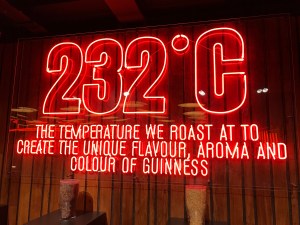 232°C
THE TEMPERATURE WE ROAST AT TO
CREATE THE UNIQUE FLAVOUR, AROMA AND
COLOUR OF GUINNESS